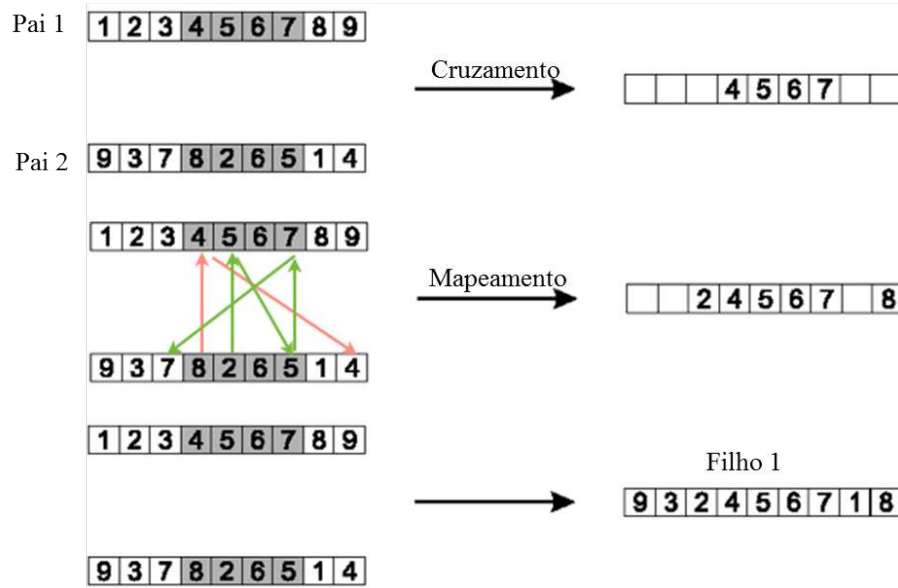 Pai 1 1 2 3 4 5 6 7 8 9
Cruzamento
4 5 6 7
Pai 2 9 3 7 8 2 6 5 1 4
1 2 3 4 5 6 7 8 9
Mapeamento
2 4 5 6 7 8
9 3 7 8 2 6 5 1 4
1 2 3 4 5 6 7 8 9
Filho 1
9 3 2 4 5 6 7 1 8
9 3 7 8 2 6 5 1 4